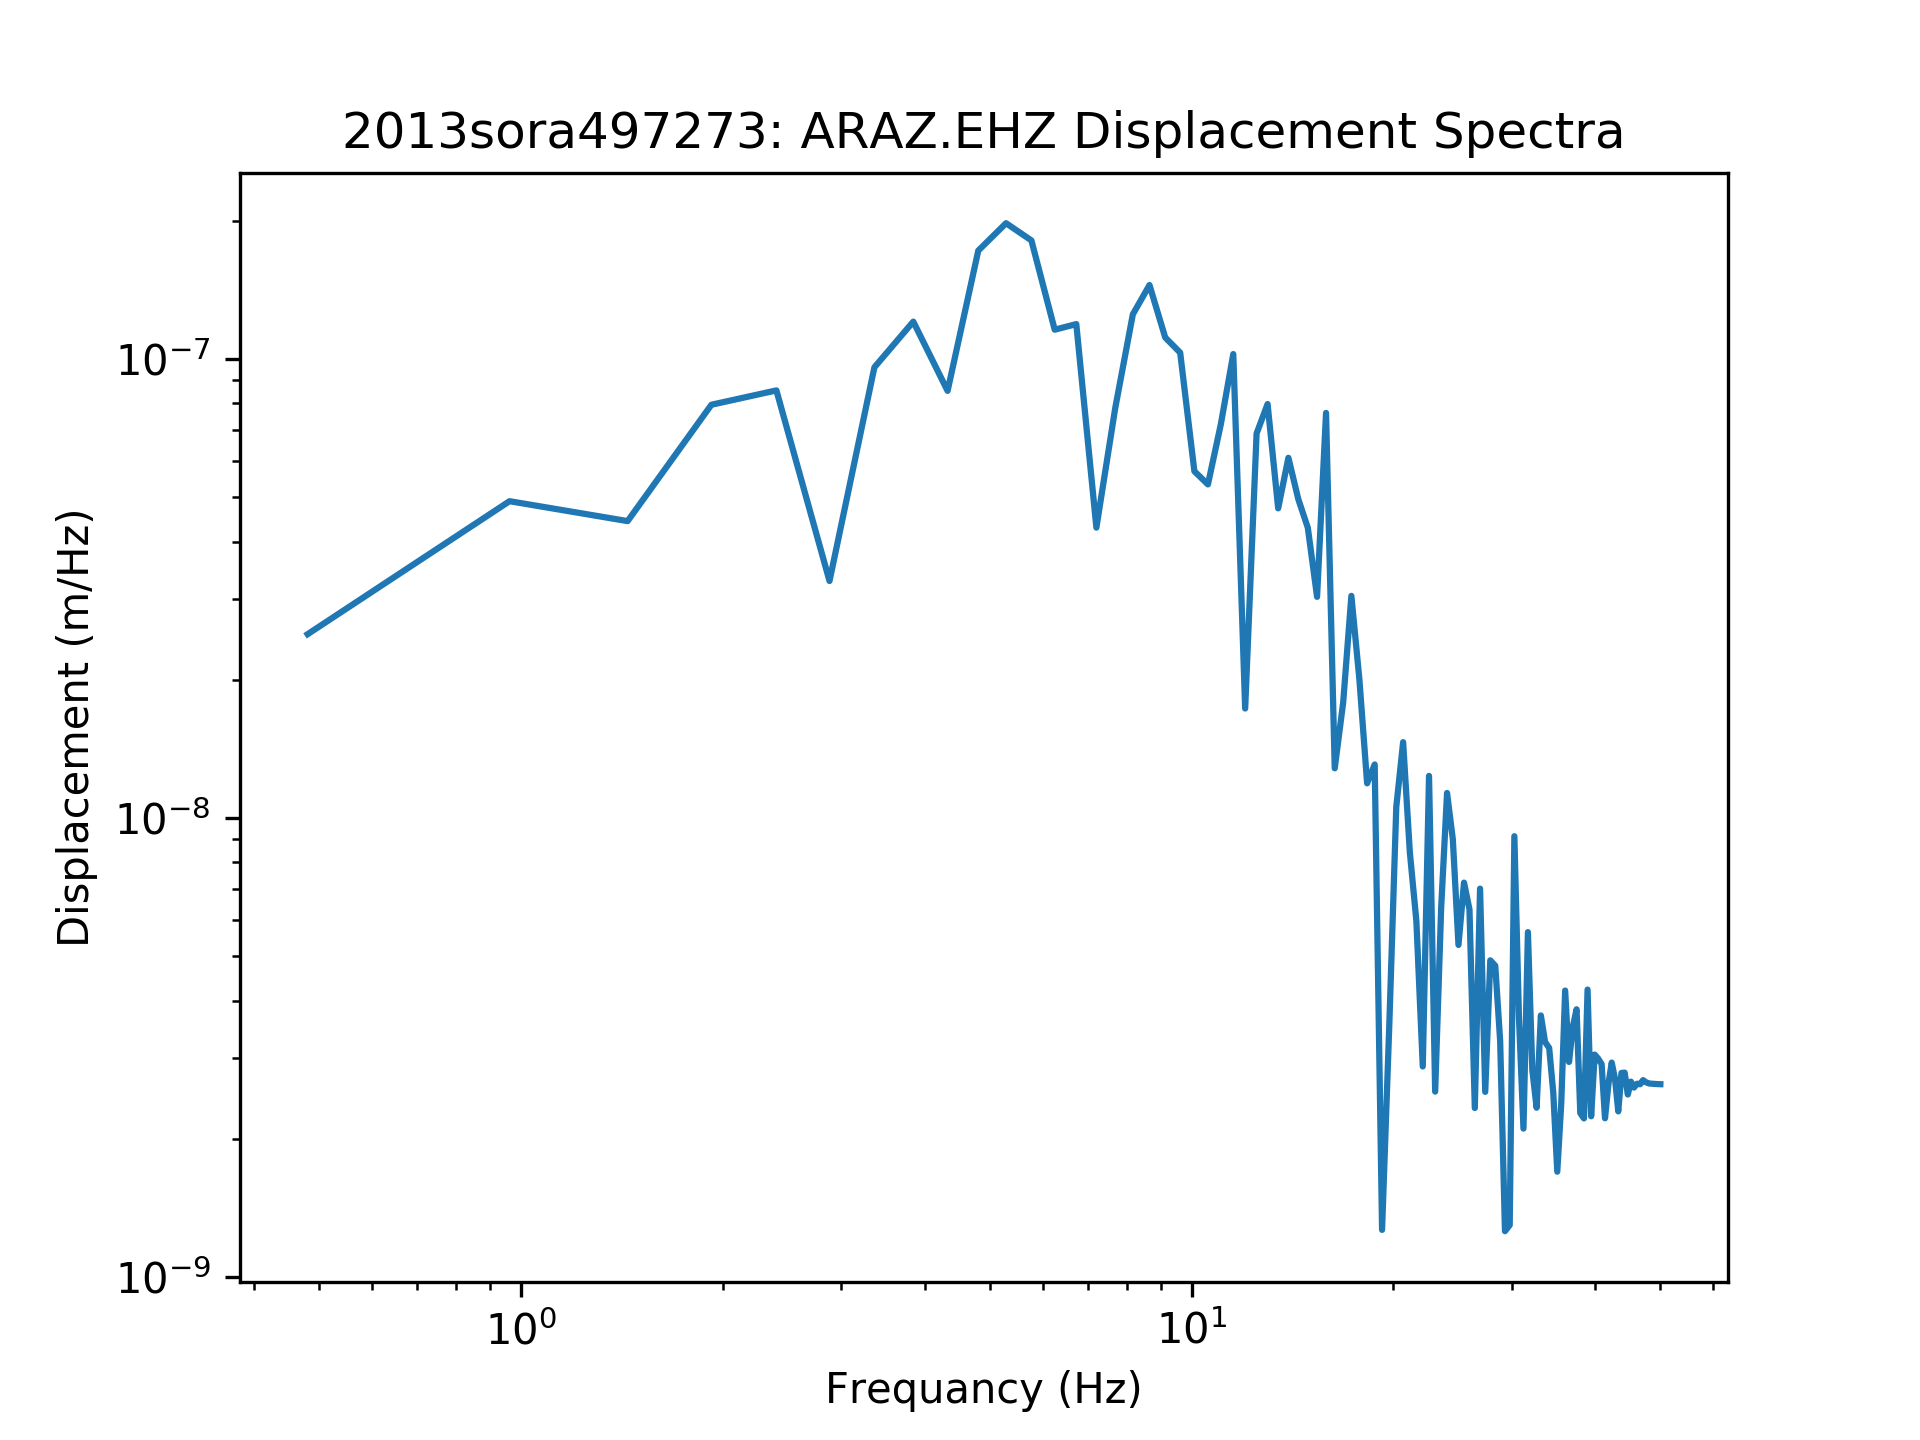 2013sora497273: ARAZ.EHZ Displacement Spectra
Displacement (m/Hz)
10⁻⁷
10⁻⁸
10⁻⁹
10⁰ 10¹
Frequancy (Hz)